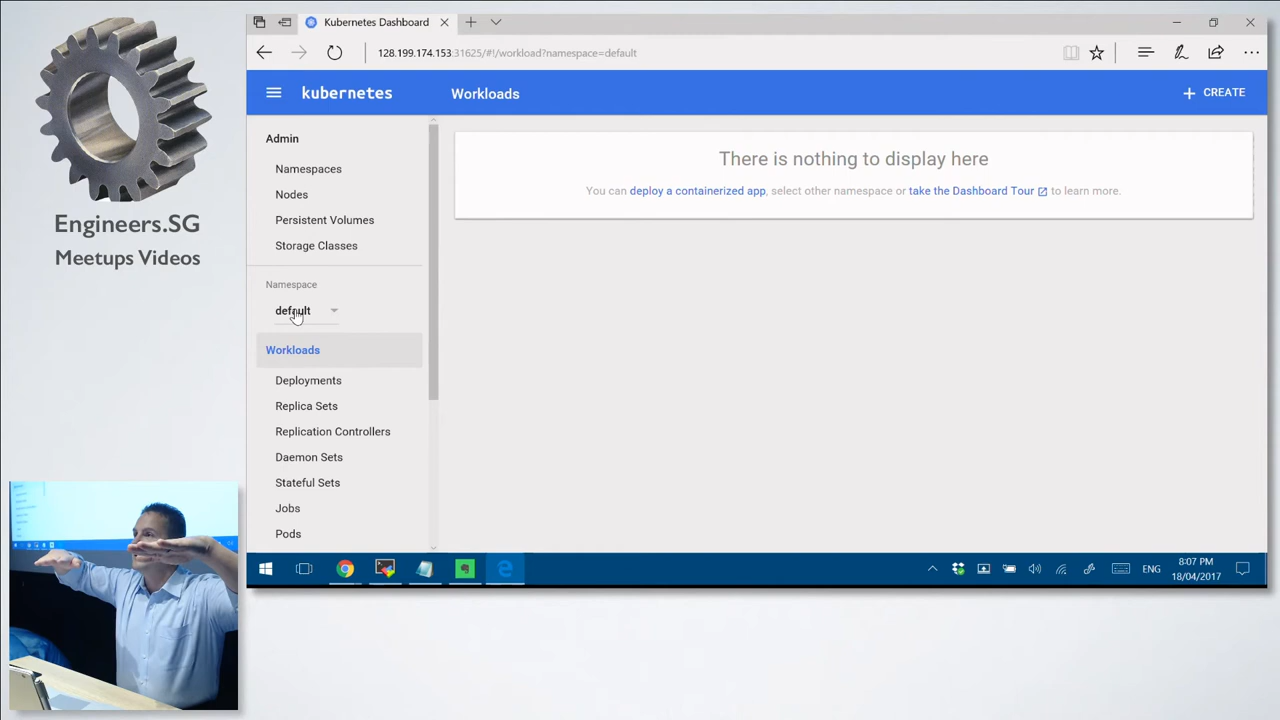 Engineers.SG
Meetups Videos
Kubernetes Dashboard
128.199.174.153:31625/#!/workload?namespace=default
kubernetes
Workloads
CREATE
Admin
Namespaces
Nodes
Persistent Volumes
Storage Classes
Namespace
default
Workloads
Deployments
Replica Sets
Replication Controllers
Daemon Sets
Stateful Sets
Jobs
Pods
There is nothing to display here
You can deploy a containerized app, select other namespace or take the Dashboard Tour to learn more.
ENG
8:07 PM
18/04/2017